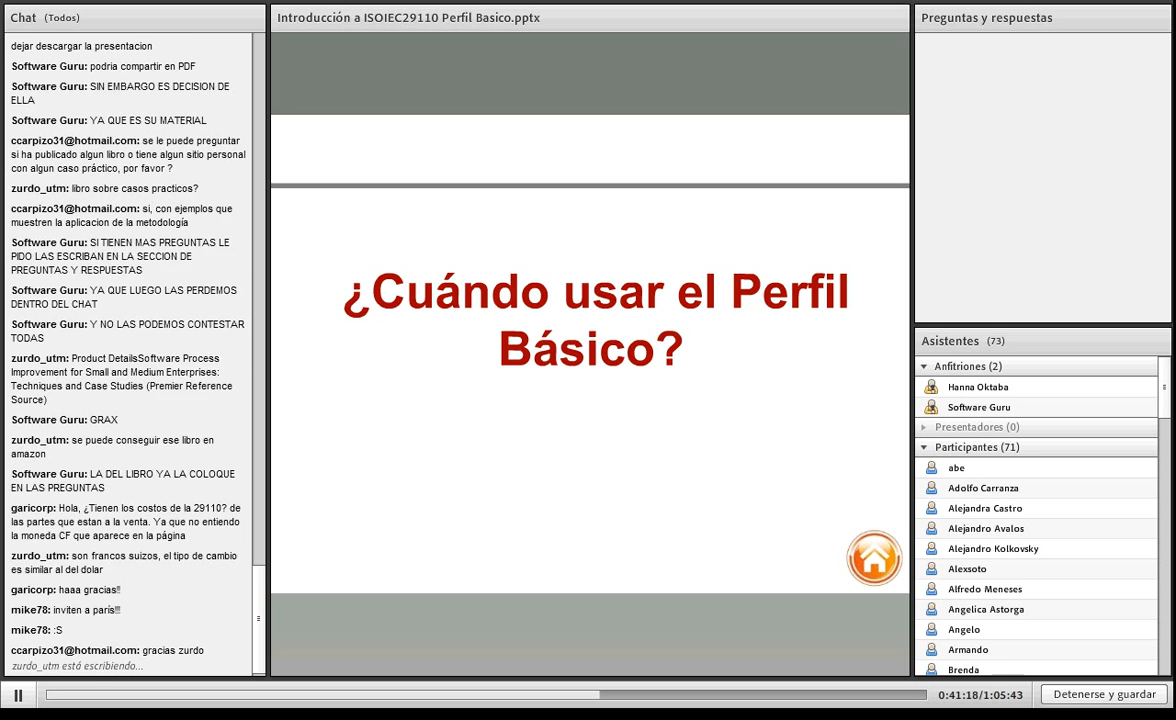 Chat (Todos)
dejar descargar la presentacion
Software Guru: podria compartir en PDF
Software Guru: SIN EMBARGO ES DECISION DE
ELLA
Software Guru: YA QUE ES SU MATERIAL
ccarpizo31@hotmail.com: se le puede preguntar
si ha publicado algun libro o tiene algun sitio personal
con algun caso práctico, por favor ?
zurdo_utm: libro sobre casos practicos?
ccarpizo31@hotmail.com: si, con ejemplos que
muestren la aplicacion de la metodología
Software Guru: SI TIENEN MAS PREGUNTAS LE
PIDO LAS ESCRIBAN EN LA SECCION DE
PREGUNTAS Y RESPUESTAS
Software Guru: YA QUE LUEGO LAS PERDEMOS
DENTRO DEL CHAT
Software Guru: Y NO LAS PODEMOS CONTESTAR
TODAS
zurdo_utm: Product DetailsSoftware Process
Improvement for Small and Medium Enterprises:
Techniques and Case Studies (Premier Reference
Source)
Software Guru: GRAX
zurdo_utm: se puede conseguir ese libro en
amazon
Software Guru: LA DEL LIBRO YA LA COLOQUE
EN LAS PREGUNTAS
garicorp: Hola, ¿Tienen los costos de la 29110? de
las partes que estan a la venta. Ya que no entiendo
la moneda CF que aparece en la página
zurdo_utm: son francos suizos, el tipo de cambio
es similar al del dolar
garicorp: haaa gracias!!
mike78: inviten a parís!!!
mike78: :S
ccarpizo31@hotmail.com: gracias zurdo
zurdo_utm está escribiendo...
Introducción a ISOIEC29110 Perfil Basico.pptx
¿Cuándo usar el Perfil
Básico?
Preguntas y respuestas
Asistentes (73)
Anfitriones (2)
Hanna Oktaba
Software Guru
Presentadores (0)
Participantes (71)
abe
Adolfo Carranza
Alejandra Castro
Alejandro Avalos
Alejandro Kolkovsky
Alexsoto
Alfredo Meneses
Angelica Astorga
Angelo
Armando
Brenda
0:41:18/1:05:43
Detenerse y guardar